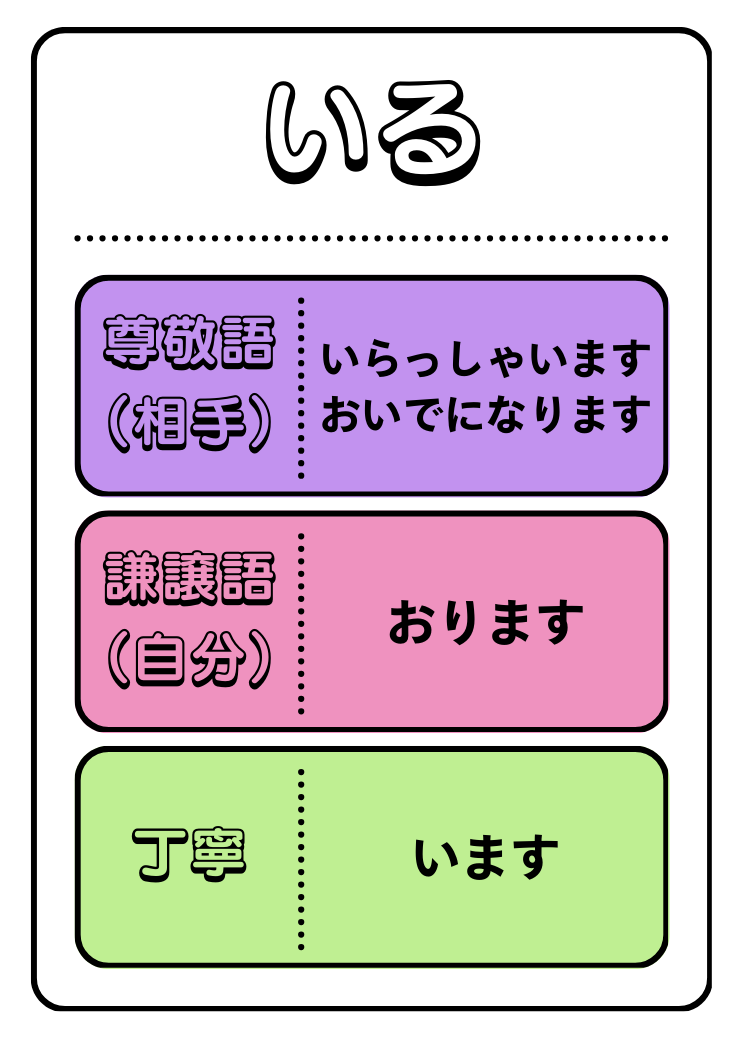 いる
尊敬語
（相手）
いらっしゃいます
おいでになります
謙譲語
（自分）
おります
丁寧
います